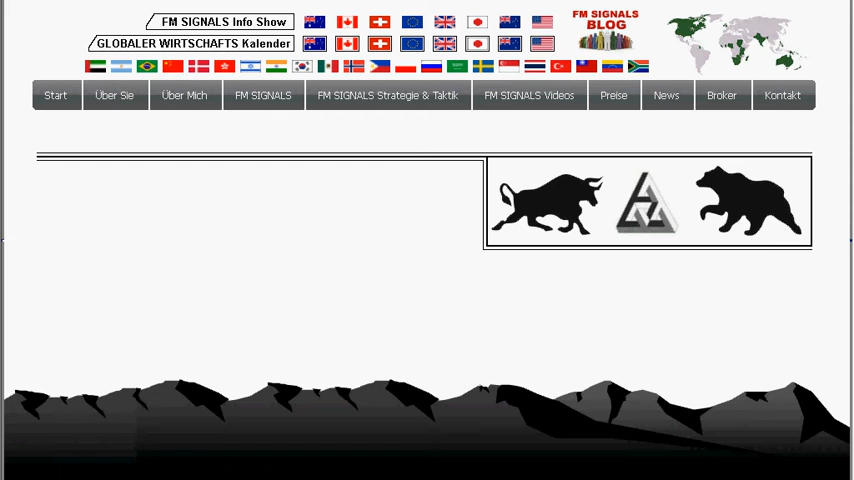 FM SIGNALS Info Show
FM SIGNALS
BLOG
GLOBALER WIRTSCHAFTS Kalender
Start Über Sie Über Mich FM SIGNALS FM SIGNALS Strategie & Taktik FM SIGNALS Videos Preise News Broker Kontakt